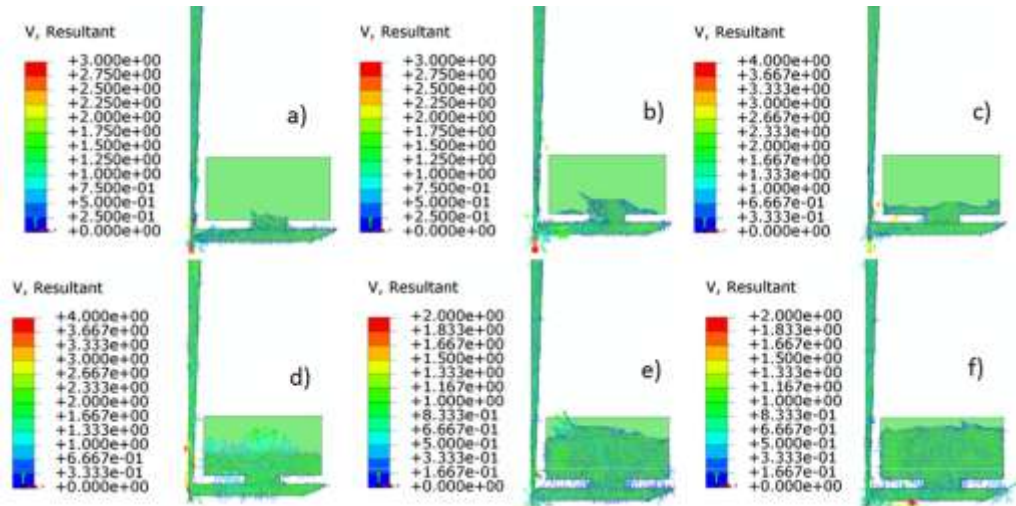 V, Resultant
+3.000e+00
+2.750e+00
+2.500e+00
+2.250e+00
+2.000e+00
+1.750e+00
+1.500e+00
+1.250e+00
+1.000e+00
+7.500e-01
+5.000e-01
+2.500e-01
+0.000e+00
a)
V, Resultant
+3.000e+00
+2.750e+00
+2.500e+00
+2.250e+00
+2.000e+00
+1.750e+00
+1.500e+00
+1.250e+00
+1.000e+00
+7.500e-01
+5.000e-01
+2.500e-01
+0.000e+00
b)
V, Resultant
+4.000e+00
+3.667e+00
+3.333e+00
+3.000e+00
+2.667e+00
+2.333e+00
+2.000e+00
+1.667e+00
+1.333e+00
+1.000e+00
+6.667e-01
+3.333e-01
+0.000e+00
c)
V, Resultant
+4.000e+00
+3.667e+00
+3.333e+00
+3.000e+00
+2.667e+00
+2.333e+00
+2.000e+00
+1.667e+00
+1.333e+00
+1.000e+00
+6.667e-01
+3.333e-01
+0.000e+00
d)
V, Resultant
+2.000e+00
+1.833e+00
+1.667e+00
+1.500e+00
+1.333e+00
+1.167e+00
+1.000e+00
+8.333e-01
+6.667e-01
+5.000e-01
+3.333e-01
+1.667e-01
+0.000e+00
e)
V, Resultant
+2.000e+00
+1.833e+00
+1.667e+00
+1.500e+00
+1.333e+00
+1.167e+00
+1.000e+00
+8.333e-01
+6.667e-01
+5.000e-01
+3.333e-01
+1.667e-01
+0.000e+00
f)